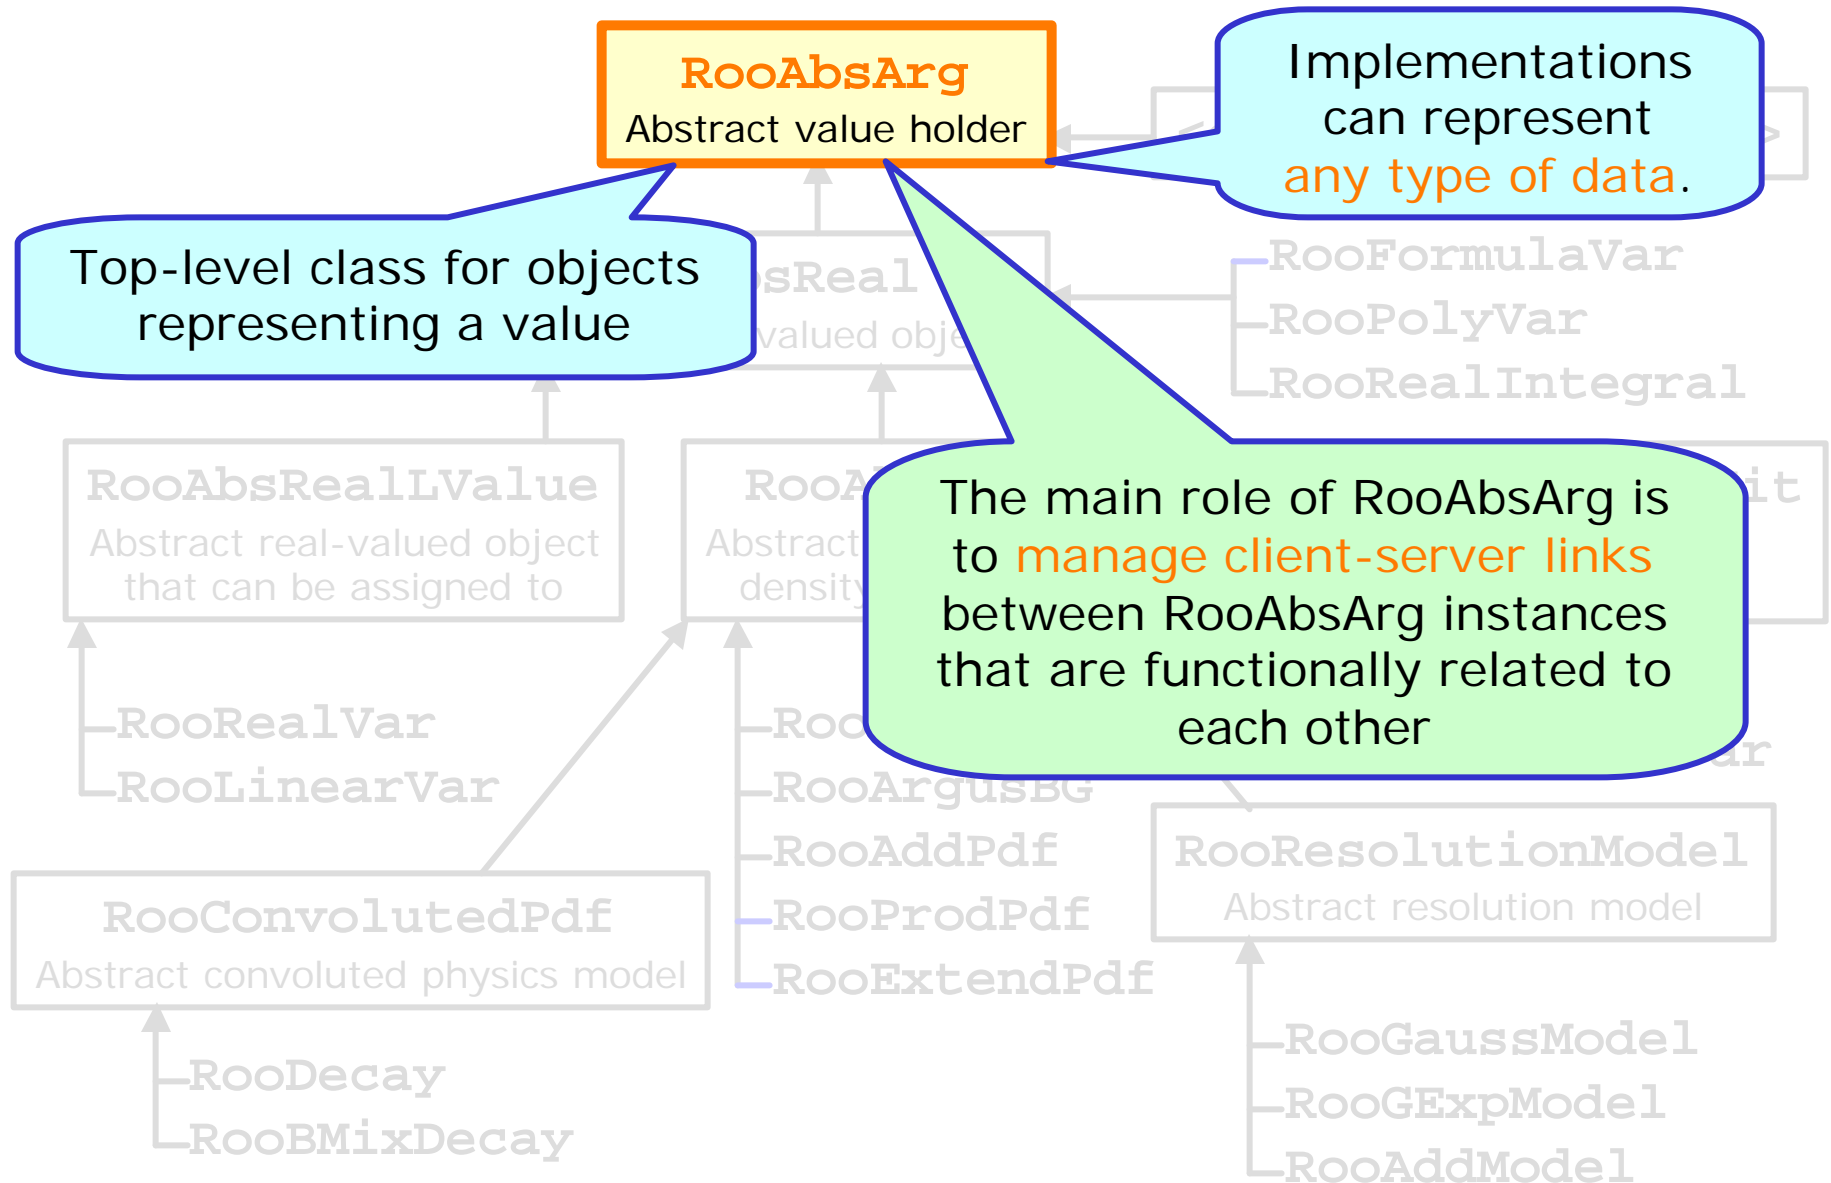 RooAbsArg
Abstract value holder
Implementations
can represent
any type of data.
Top-level class for objects
representing a value
valued
RooFormulaVar
RooPolyVar
RooRealIntegral
RooAbsRealLValue
Abstract real-valued object
that can be assigned to
Abstract
density
The main role of RooAbsArg is
to manage client-server links
between RooAbsArg instances
that are functionally related to
each other
RooRealVar
RooLinearVar
RooArgusBG
RooAddPdf
RooProdPdf
RooExtendPdf
RooConvolutedPdf
Abstract convoluted physics model
RooDecay
RooBMixDecay
RooResolutionModel
Abstract resolution model
RooGaussModel
RooGExpModel
RooAddModel